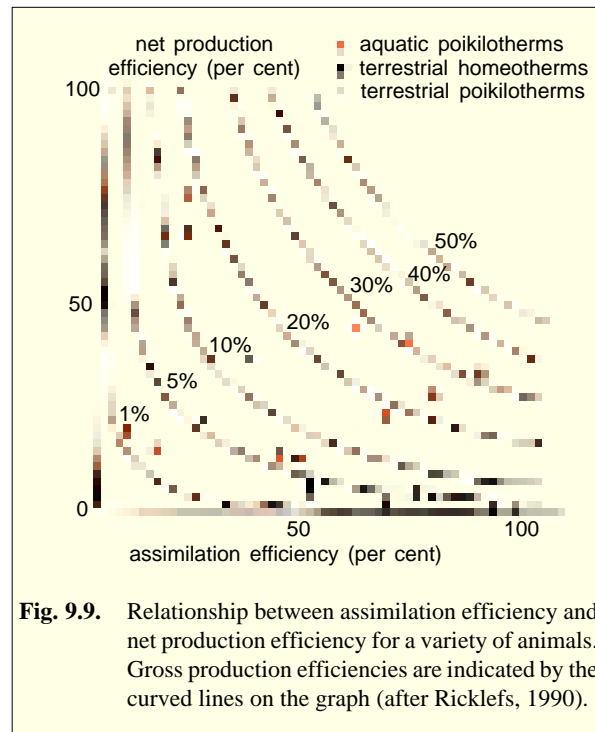 net production
efficiency (per cent)
aquatic poikilotherms
terrestrial homeotherms
terrestrial poikilotherms
100
50%
40%
30%
50
20%
10%
5%
1%
0
50
100
assimilation efficiency (per cent)
Fig. 9.9. Relationship between assimilation efficiency and
net production efficiency for a variety of animals.
Gross production efficiencies are indicated by the
curved lines on the graph (after Ricklefs, 1990).